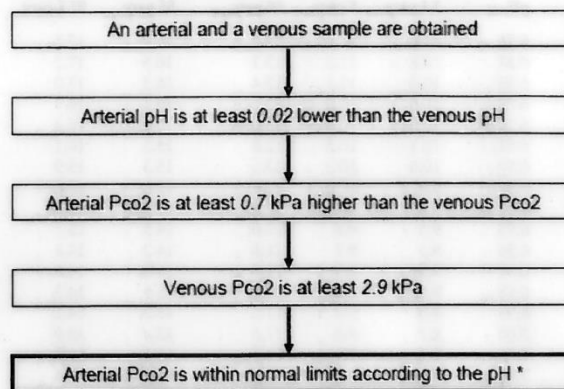 An arterial and a venous sample are obtained
Arterial pH is at least 0.02 lower than the venous pH
Arterial Pco2 is at least 0.7 kPa higher than the venous Pco2
Venous Pco2 is at least 2.9 kPa
Arterial Pco2 is within normal limits according to the pH *